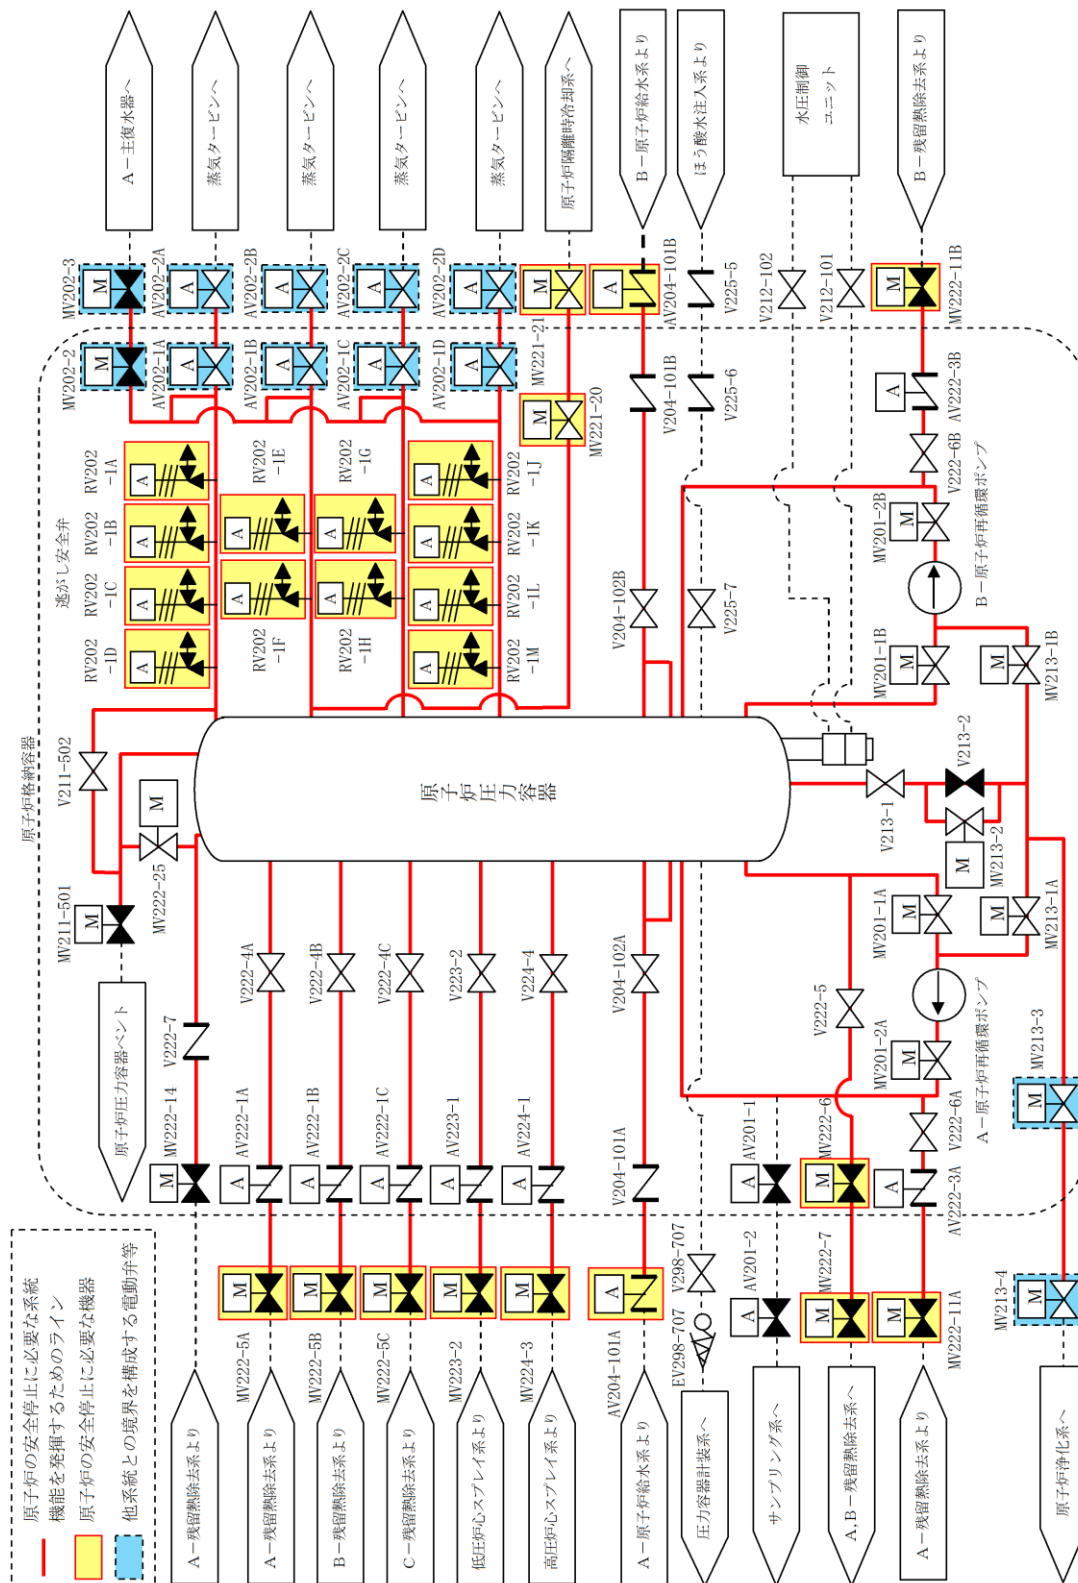 原子炉の安全停止に必要な系統
機能を発揮するためのライン
原子炉の安全停止に必要な機器
他系統との境界を構成する電動弁等
原子炉格納容器
逃がし安全弁
A－主復水器へ
蒸気タービンへ
蒸気タービンへ
蒸気タービンへ
蒸気タービンへ
原子炉隔離時冷却系へ
B－原子炉給水系より
ほう酸水注入系より
水圧制御
ユニット
B－残留熱除去系より
M
MV202-3
A
AV202-2A
A
AV202-2B
A
AV202-2C
A
AV202-2D
M
MV221-21
A
AV204-101B
V225-5
V212-102
V212-101
M
MV222-11B
M
MV202-2
A
AV202-1A
A
AV202-1B
A
AV202-1C
A
AV202-1D
M
MV221-20
V204-101B
V225-6
A
AV222-3B
V222-6B
RV202
-1A
A
RV202
-1B
A
RV202
-1C
A
RV202
-1D
A
RV202
-1E
A
RV202
-1F
A
RV202
-1G
A
RV202
-1H
A
RV202
-1J
A
RV202
-1K
A
RV202
-1L
A
RV202
-1M
A
V204-102B
V225-7
M
MV201-2B
B－原子炉再循環ポンプ
M
MV201-1B
M
MV213-1B
V211-502
M
MV222-25
M
MV211-501
原子炉圧力容器ベント
V222-7
M
MV222-14
原子炉圧力容器
V213-1
V213-2
M
MV213-2
M
MV201-1A
M
MV213-1A
V222-4A
V222-4B
V222-4C
V223-2
V224-4
V204-102A
V222-5
A－原子炉再循環ポンプ
M
MV201-2A
M
MV213-3
A
AV222-1A
A
AV222-1B
A
AV222-1C
A
AV223-1
A
AV224-1
V204-101A
A
AV201-1
M
MV222-6
V222-6A
A
AV222-3A
M
MV222-5A
M
MV222-5B
M
MV222-5C
M
MV223-2
M
MV224-3
A
AV204-101A
V298-707
EV298-707
A
AV201-2
M
MV222-7
M
MV222-11A
M
MV213-4
A－残留熱除去系より
A－残留熱除去系より
B－残留熱除去系より
C－残留熱除去系より
低圧炉心スプレイ系より
高圧炉心スプレイ系より
A－原子炉給水系より
圧力容器計装系へ
サンプリング系へ
A,B－残留熱除去系へ
A－残留熱除去系より
原子炉浄化系へ